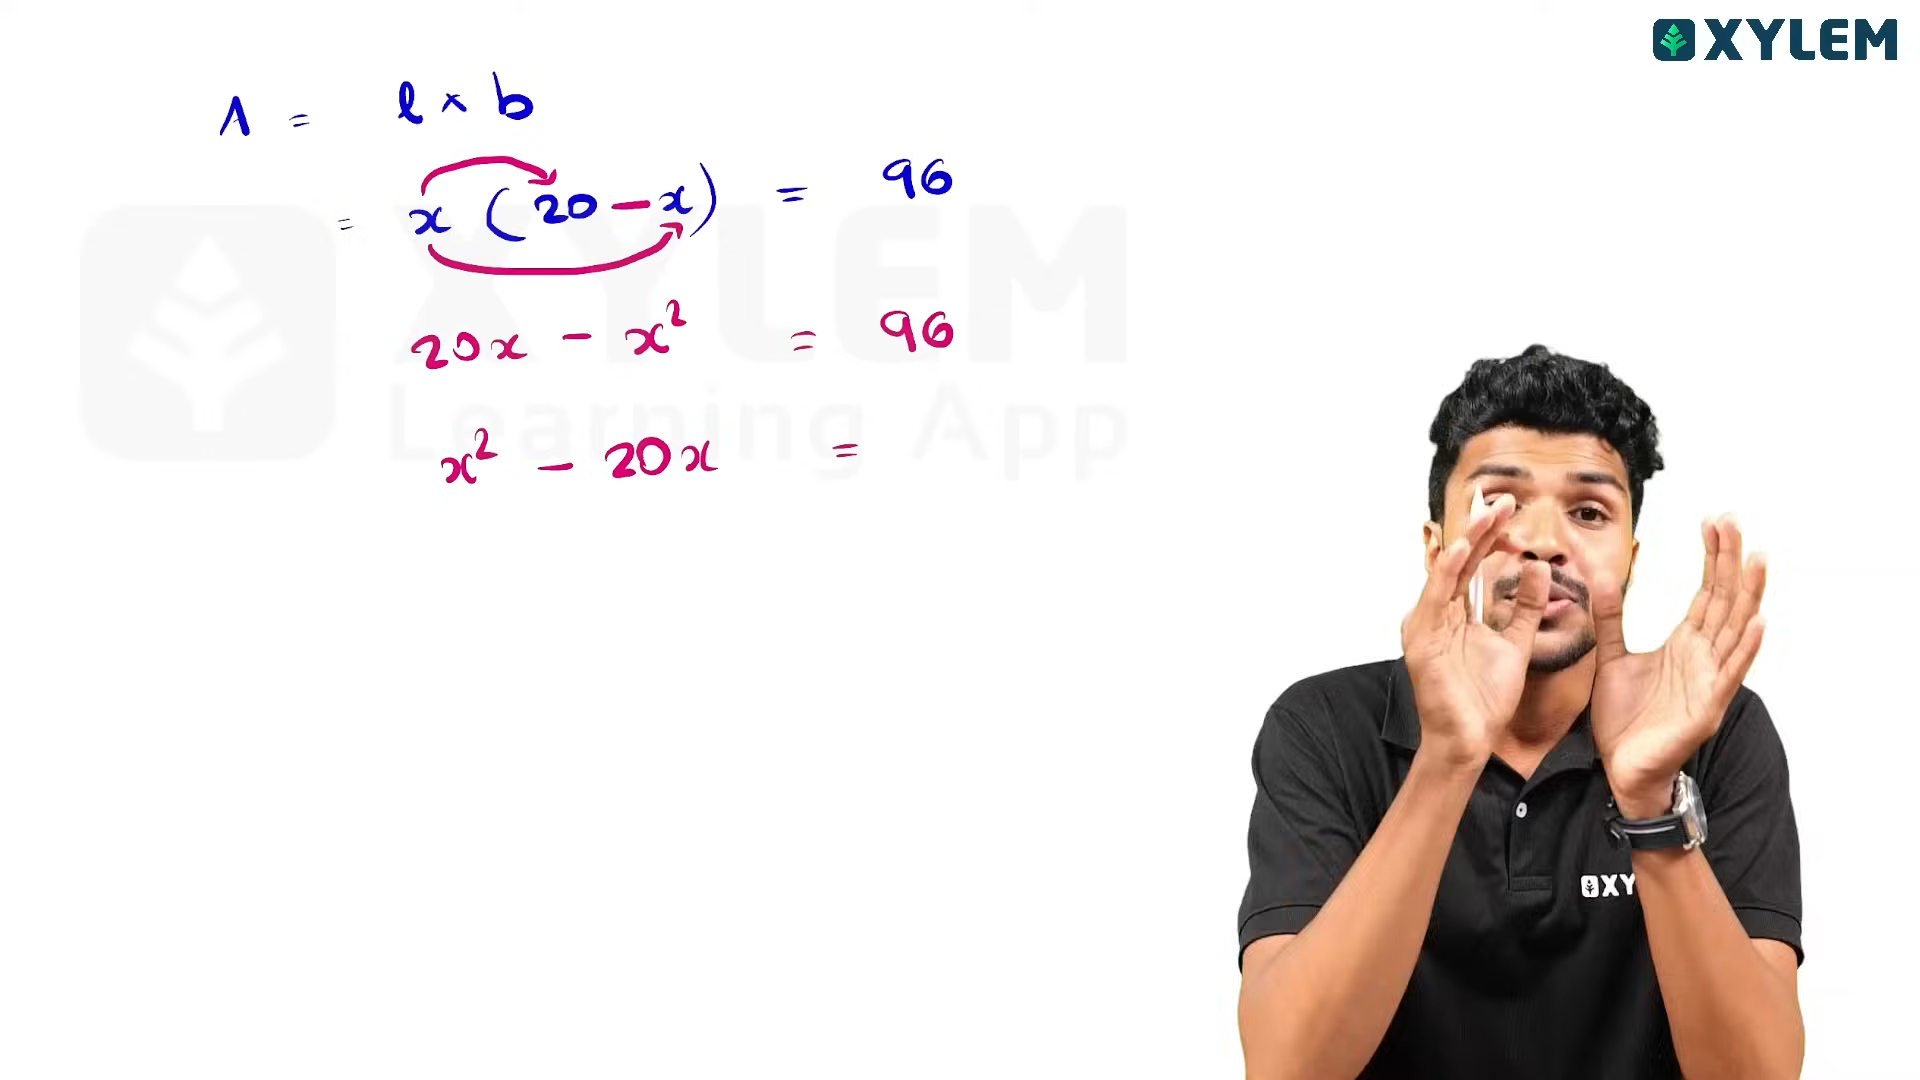 XYLEM
A = l × b
= x (20 - x) = 96
20x - x² = 96
x² - 20x =
XYLEM
Learning App
XY